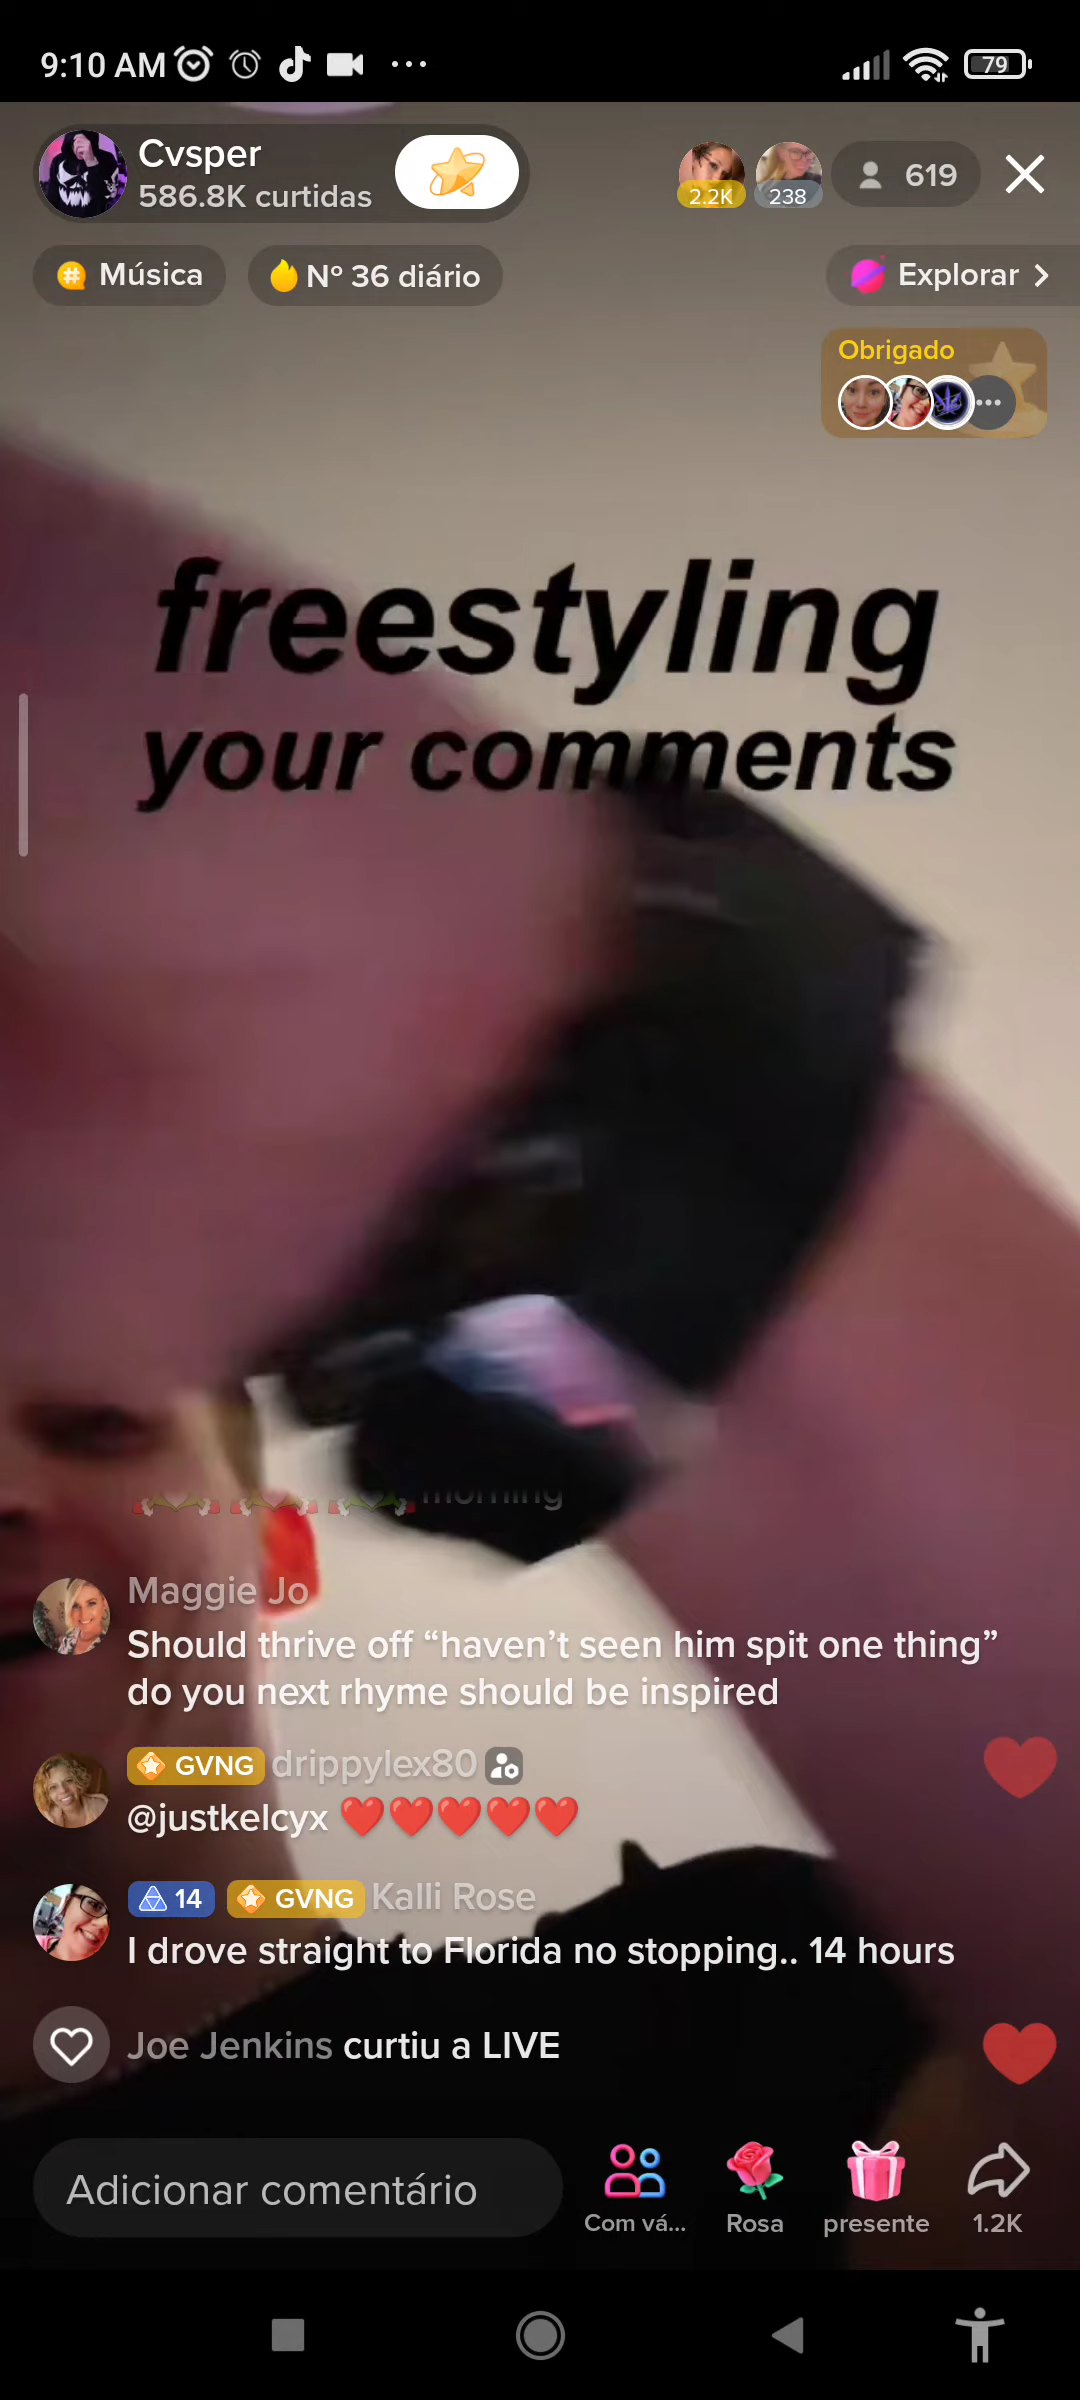 9:10 AM
79
Cvsper
586.8K curtidas
2.2K
238
619
Música
Nº 36 diário
Explorar
Obrigado
freestyling
your comments
morning
Maggie Jo
Should thrive off “haven’t seen him spit one thing”
do you next rhyme should be inspired
GVNG drippylex80
@justkelcyx ❤️❤️❤️❤️❤️
14 GVNG Kalli Rose
I drove straight to Florida no stopping.. 14 hours
Joe Jenkins curtiu a LIVE
Adicionar comentário
Com vá...
Rosa
presente
1.2K